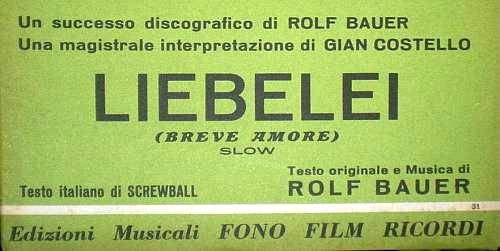 Un successo discografico di ROLF BAUER
Una magistrale interpretazione di GIAN COSTELLO
LIEBELEI
(BREVE AMORE)
SLOW
Testo originale e Musica di
Testo italiano di SCREWBALL
ROLF BAUER
31
Edizioni Musicali FONO FILM RICORDI